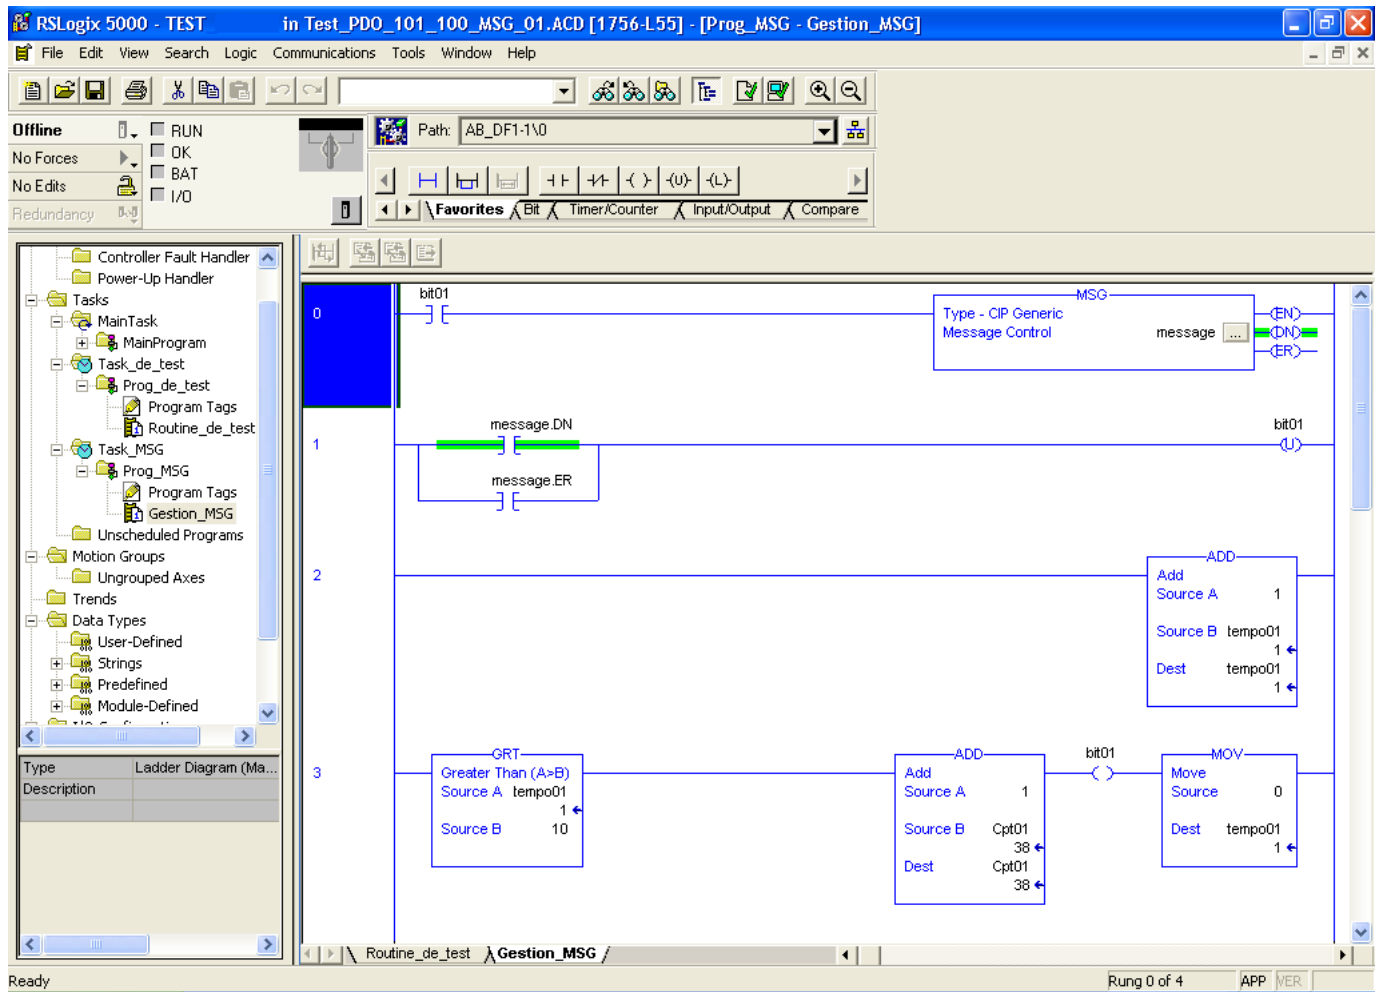 RSLogix 5000 - TEST in Test_PDO_101_100_MSG_01.ACD [1756-L55] - [Prog_MSG - Gestion_MSG]
File Edit View Search Logic Communications Tools Window Help
Offline
RUN
No Forces
OK
No Edits
BAT
Redundancy
I/O
Path: AB_DF1-1\0
Favorites Bit Timer/Counter Input/Output Compare
Controller Fault Handler
Power-Up Handler
Tasks
MainTask
MainProgram
Task_de_test
Prog_de_test
Program Tags
Routine_de_test
Task_MSG
Prog_MSG
Program Tags
Gestion_MSG
Unscheduled Programs
Motion Groups
Ungrouped Axes
Trends
Data Types
User-Defined
Strings
Predefined
Module-Defined
Type Ladder Diagram (Ma...
Description
0
bit01
MSG
Type - CIP Generic
Message Control message ...
(EN)
(DN)
(ER)
1
message.DN
message.ER
bit01
(U)
2
ADD
Add
Source A 1
Source B tempo01
1
Dest tempo01
1
3
GRT
Greater Than (A>B)
Source A tempo01
1
Source B 10
ADD
Add
Source A 1
Source B Cpt01
38
Dest Cpt01
38
bit01
MOV
Move
Source 0
Dest tempo01
1
Routine_de_test Gestion_MSG
Ready
Rung 0 of 4 APP VER